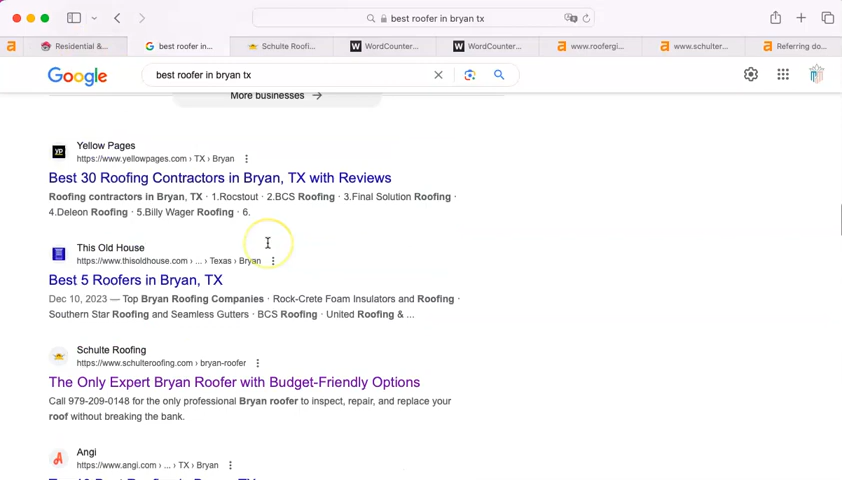 best roofer in bryan tx
Residential &...
best roofer in...
Schulte Roofi...
WordCounter...
WordCounter...
www.roofergi...
www.schulter...
Referring do...
Google
best roofer in bryan tx
More businesses →
Yellow Pages
https://www.yellowpages.com › TX › Bryan
Best 30 Roofing Contractors in Bryan, TX with Reviews
Roofing contractors in Bryan, TX · 1.Rocstout · 2.BCS Roofing · 3.Final Solution Roofing ·
4.Deleon Roofing · 5.Billy Wager Roofing · 6.
This Old House
https://www.thisoldhouse.com › ... › Texas › Bryan
Best 5 Roofers in Bryan, TX
Dec 10, 2023 — Top Bryan Roofing Companies · Rock-Crete Foam Insulators and Roofing ·
Southern Star Roofing and Seamless Gutters · BCS Roofing · United Roofing & ...
Schulte Roofing
https://www.schulteroofing.com › bryan-roofer
The Only Expert Bryan Roofer with Budget-Friendly Options
Call 979-209-0148 for the only professional Bryan roofer to inspect, repair, and replace your
roof without breaking the bank.
Angi
https://www.angi.com › ... › TX › Bryan